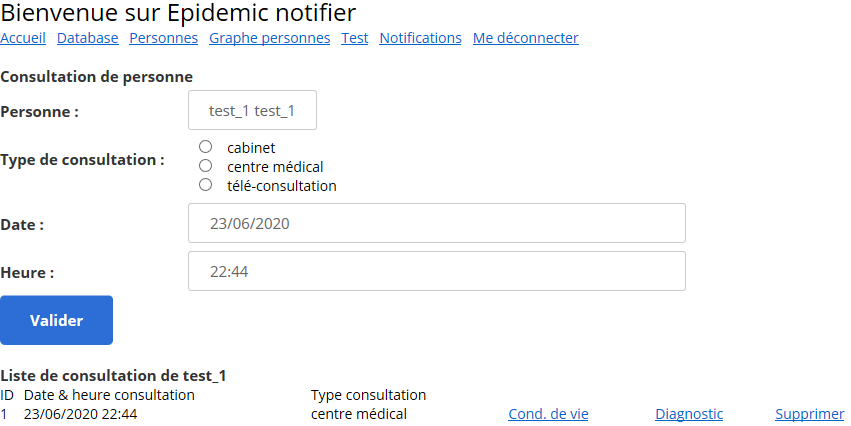 Bienvenue sur Epidemic notifier
Accueil Database Personnes Graphe personnes Test Notifications Me déconnecter
Consultation de personne
Personne : test_1 test_1
Type de consultation :
cabinet
centre médical
télé-consultation
Date : 23/06/2020
Heure : 22:44
Valider
Liste de consultation de test_1
ID Date & heure consultation Type consultation
1 23/06/2020 22:44 centre médical Cond. de vie Diagnostic Supprimer